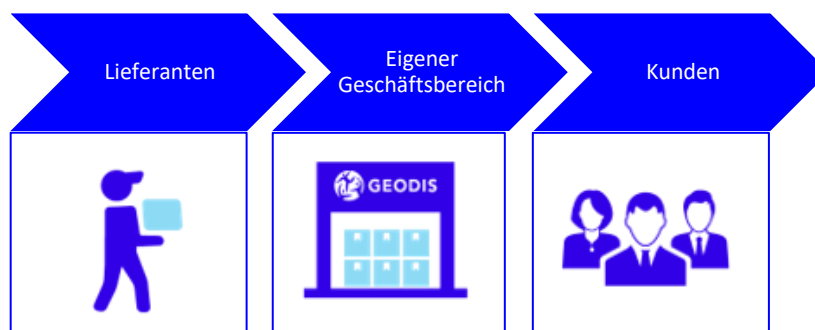 Lieferanten
Eigener
Geschäftsbereich
Kunden
GEODIS